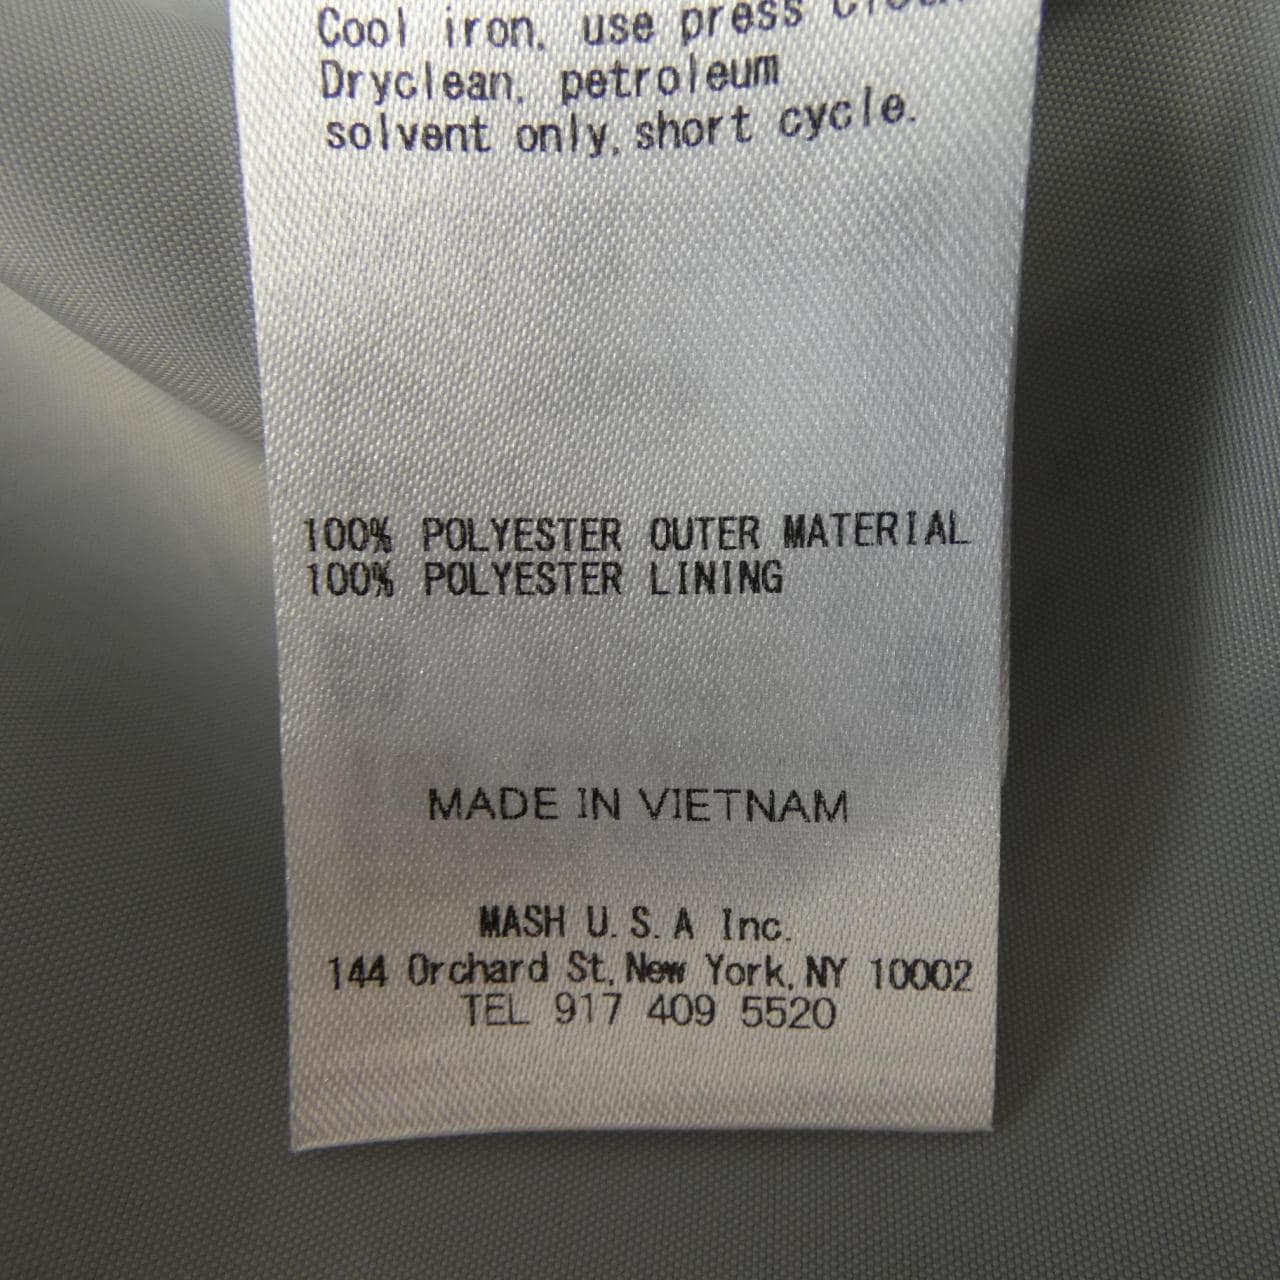 Cool iron, use press cloth.
Dryclean, petroleum
solvent only, short cycle.
100% POLYESTER OUTER MATERIAL
100% POLYESTER LINING
MADE IN VIETNAM
MASH U.S.A Inc.
144 Orchard St, New York, NY 10002
TEL 917 409 5520